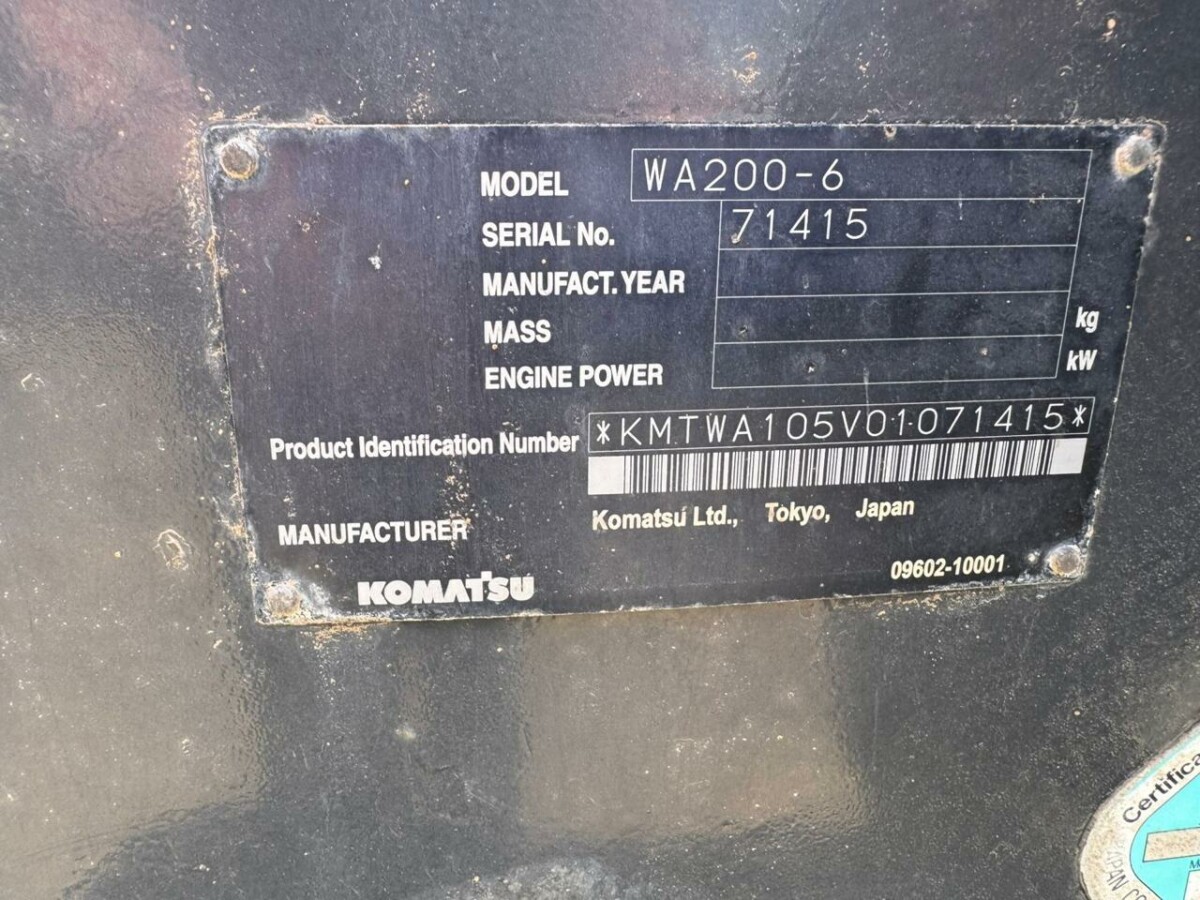 MODEL WA200-6
SERIAL No. 71415
MANUFACT. YEAR
MASS kg
ENGINE POWER kW
Product Identification Number *KMTWA105V01071415*
MANUFACTURER Komatsu Ltd., Tokyo, Japan
KOMATSU 09602-10001